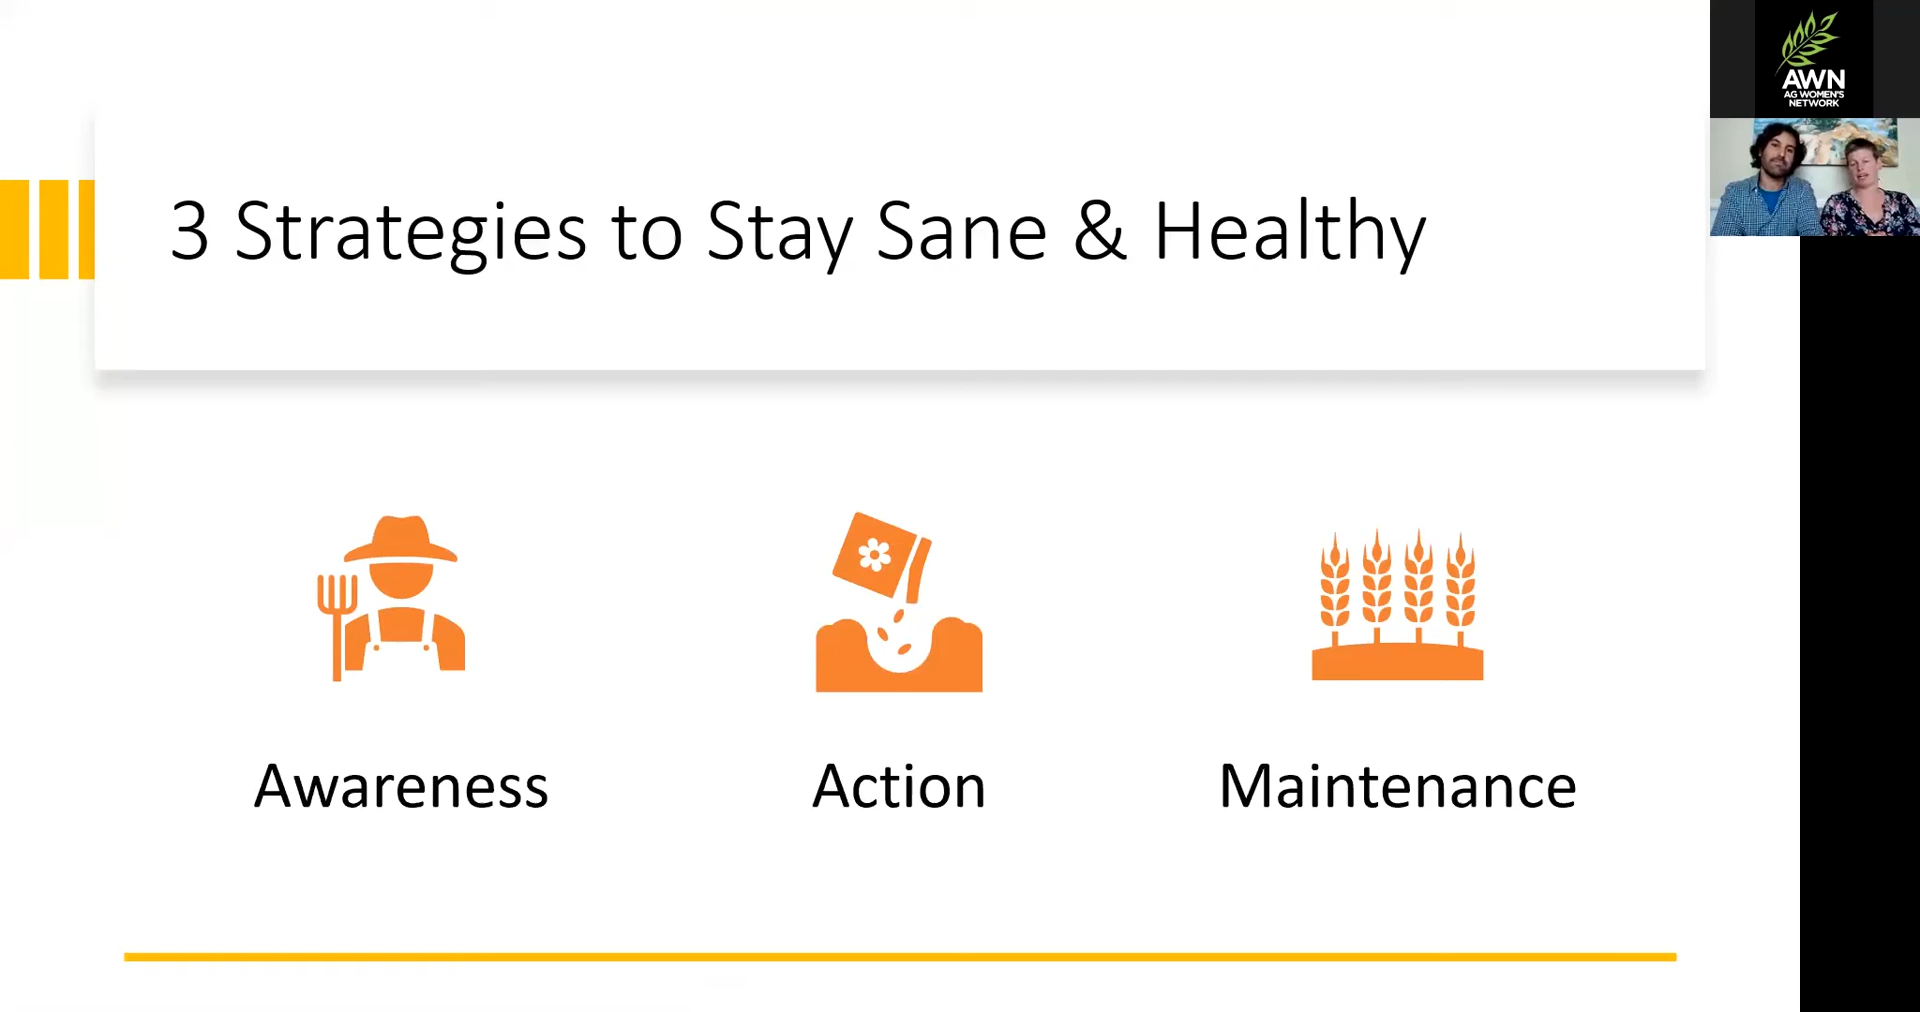 3 Strategies to Stay Sane & Healthy
Awareness
Action
Maintenance
AWN
AG WOMEN'S
NETWORK